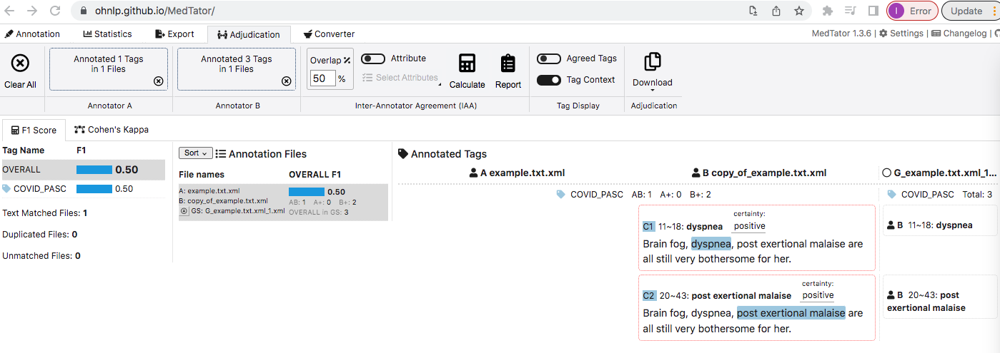 ohnlp.github.io/MedTator/
I
Error
Update
Annotation
Statistics
Export
Adjudication
Converter
MedTator 1.3.6 | Settings | Changelog |
Clear All
Annotated 1 Tags
in 1 Files
Annotator A
Annotated 3 Tags
in 1 Files
Annotator B
Overlap %
50 %
Attribute
Select Attributes
Calculate
Report
Inter-Annotator Agreement (IAA)
Agreed Tags
Tag Context
Tag Display
Download
Adjudication
F1 Score
Cohen's Kappa
Tag Name F1
OVERALL 0.50
COVID_PASC 0.50
Text Matched Files: 1
Duplicated Files: 0
Unmatched Files: 0
Sort
Annotation Files
File names OVERALL F1
A: example.txt.xml 0.50
B: copy_of_example.txt.xml AB: 1 A+: 0 B+: 2
GS: G_example.txt.xml_1.xml OVERALL in GS: 3
Annotated Tags
A example.txt.xml B copy_of_example.txt.xml G_example.txt.xml_1...
COVID_PASC AB: 1 A+: 0 B+: 2 COVID_PASC Total: 3
certainty:
C1 11~18: dyspnea positive
Brain fog, dyspnea, post exertional malaise are
all still very bothersome for her.
B 11~18: dyspnea
certainty:
C2 20~43: post exertional malaise positive
Brain fog, dyspnea, post exertional malaise are
all still very bothersome for her.
B 20~43: post
exertional malaise